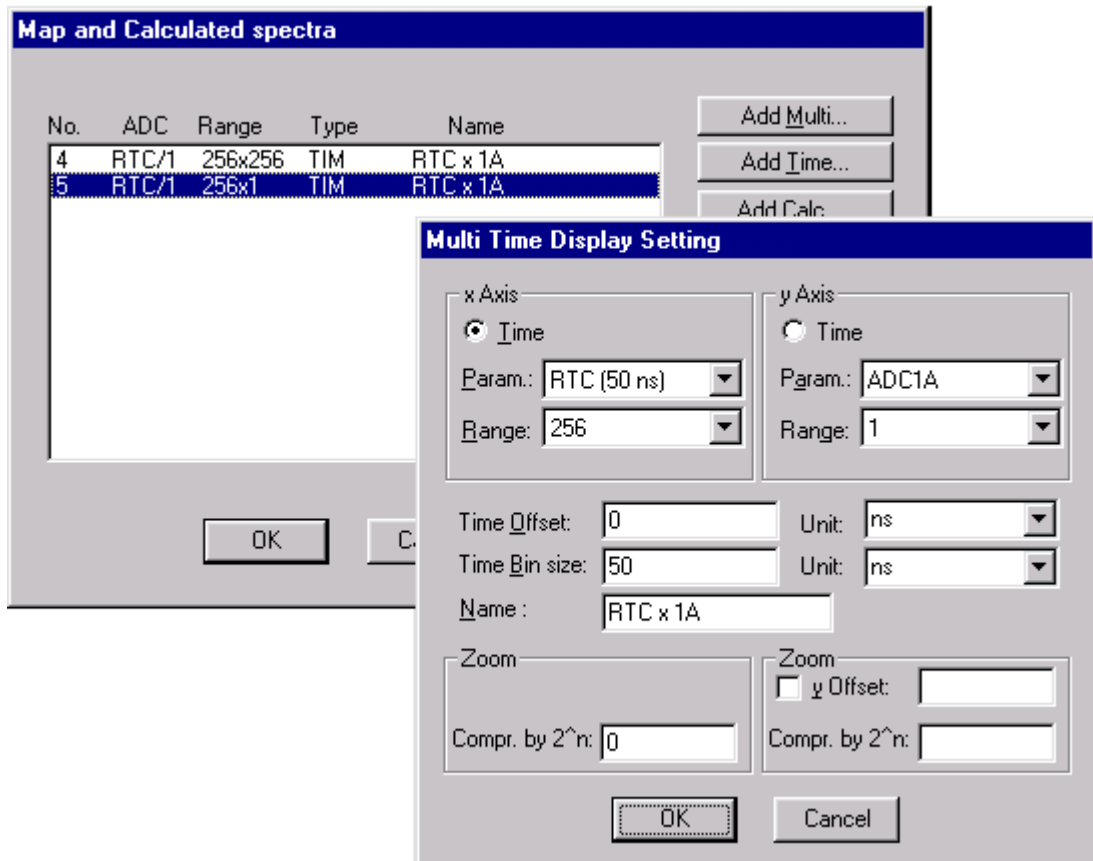 Map and Calculated spectra
No. ADC Range Type Name
4 RTC/1 256x256 TIM RTC x 1A
5 RTC/1 256x1 TIM RTC x 1A
Add Multi...
Add Time...
Add Calc
OK
Multi Time Display Setting
x Axis
Time
Param.: RTC (50 ns)
Range: 256
y Axis
Time
Param.: ADC1A
Range: 1
Time Offset: 0 Unit: ns
Time Bin size: 50 Unit: ns
Name : RTC x 1A
Zoom
Compr. by 2^n: 0
Zoom
y Offset:
Compr. by 2^n:
OK Cancel